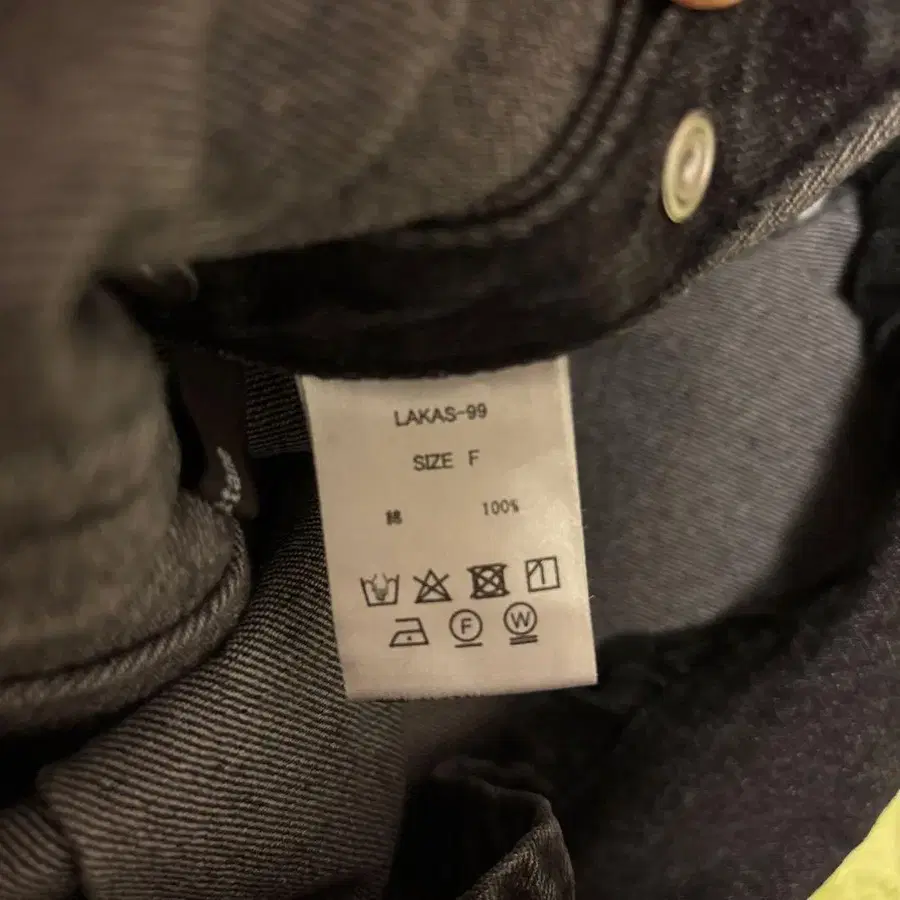 LAKAS-99
SIZE F
綿 100%
F W